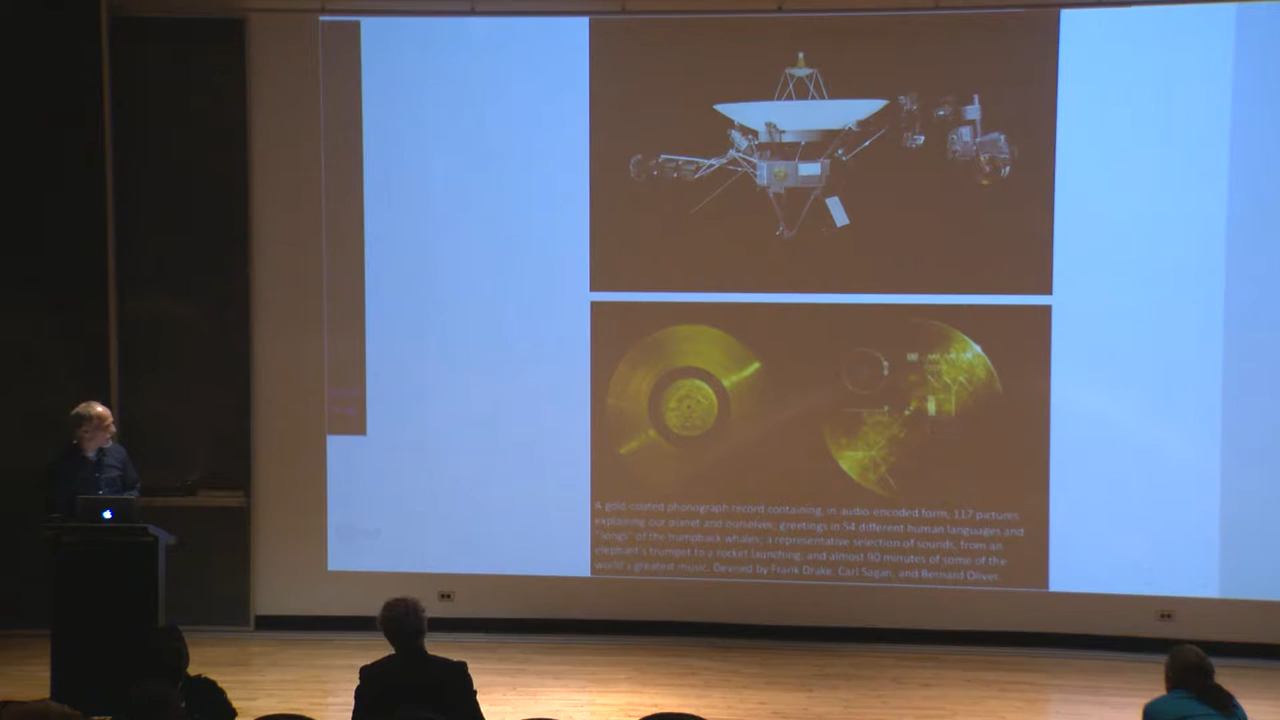 A gold-coated phonograph record containing, in audio-encoded form, 117 pictures
explaining our planet and ourselves; greetings in 54 different human languages and
"songs" of the humpback whales; a representative selection of sounds, from an
elephant's trumpet to a rocket launching; and almost 90 minutes of some of the
world's greatest music. Devised by Frank Drake, Carl Sagan, and Bernard Oliver.